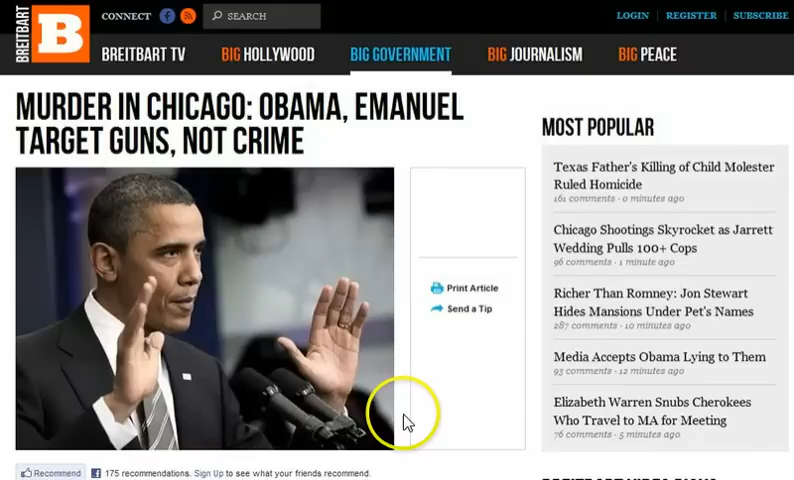 BREITBART
B
CONNECT
SEARCH
LOGIN | REGISTER | SUBSCRIBE
BREITBART TV
BIG HOLLYWOOD
BIG GOVERNMENT
BIG JOURNALISM
BIG PEACE
MURDER IN CHICAGO: OBAMA, EMANUEL
TARGET GUNS, NOT CRIME
Print Article
Send a Tip
Recommend
175 recommendations. Sign Up to see what your friends recommend.
MOST POPULAR
Texas Father's Killing of Child Molester
Ruled Homicide
161 comments · 0 minutes ago
Chicago Shootings Skyrocket as Jarrett
Wedding Pulls 100+ Cops
96 comments · 1 minute ago
Richer Than Romney: Jon Stewart
Hides Mansions Under Pet's Names
287 comments · 10 minutes ago
Media Accepts Obama Lying to Them
93 comments · 12 minutes ago
Elizabeth Warren Snubs Cherokees
Who Travel to MA for Meeting
76 comments · 5 minutes ago